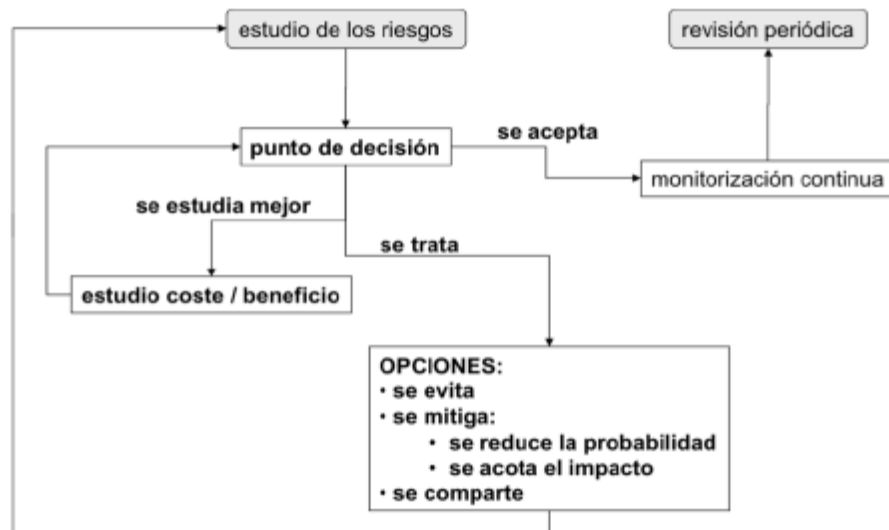 estudio de los riesgos
revisión periódica
punto de decisión
se acepta
monitorización continua
se estudia mejor
se trata
estudio coste / beneficio
OPCIONES:
• se evita
• se mitiga:
• se reduce la probabilidad
• se acota el impacto
• se comparte